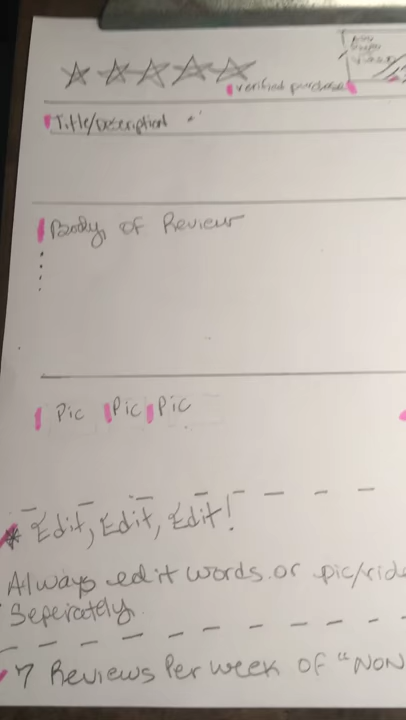 verified purchase
Title/Description
Body of Review
Pic Pic Pic
* Edit, Edit, Edit!
Always edit words or pic/vide
Seperately
7 Reviews Per week of "NON